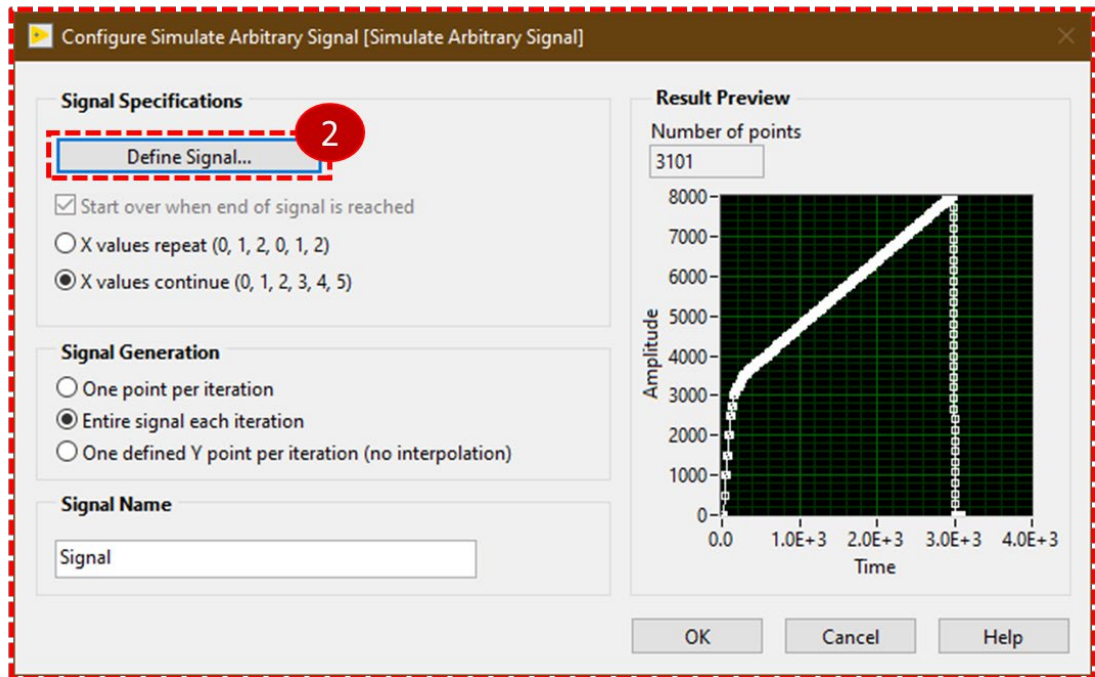 Configure Simulate Arbitrary Signal [Simulate Arbitrary Signal]
Signal Specifications
2
Define Signal...
Start over when end of signal is reached
X values repeat (0, 1, 2, 0, 1, 2)
X values continue (0, 1, 2, 3, 4, 5)
Signal Generation
One point per iteration
Entire signal each iteration
One defined Y point per iteration (no interpolation)
Signal Name
Signal
Result Preview
Number of points
3101
Amplitude
8000
7000
6000
5000
4000
3000
2000
1000
0
0.0 1.0E+3 2.0E+3 3.0E+3 4.0E+3
Time
OK Cancel Help